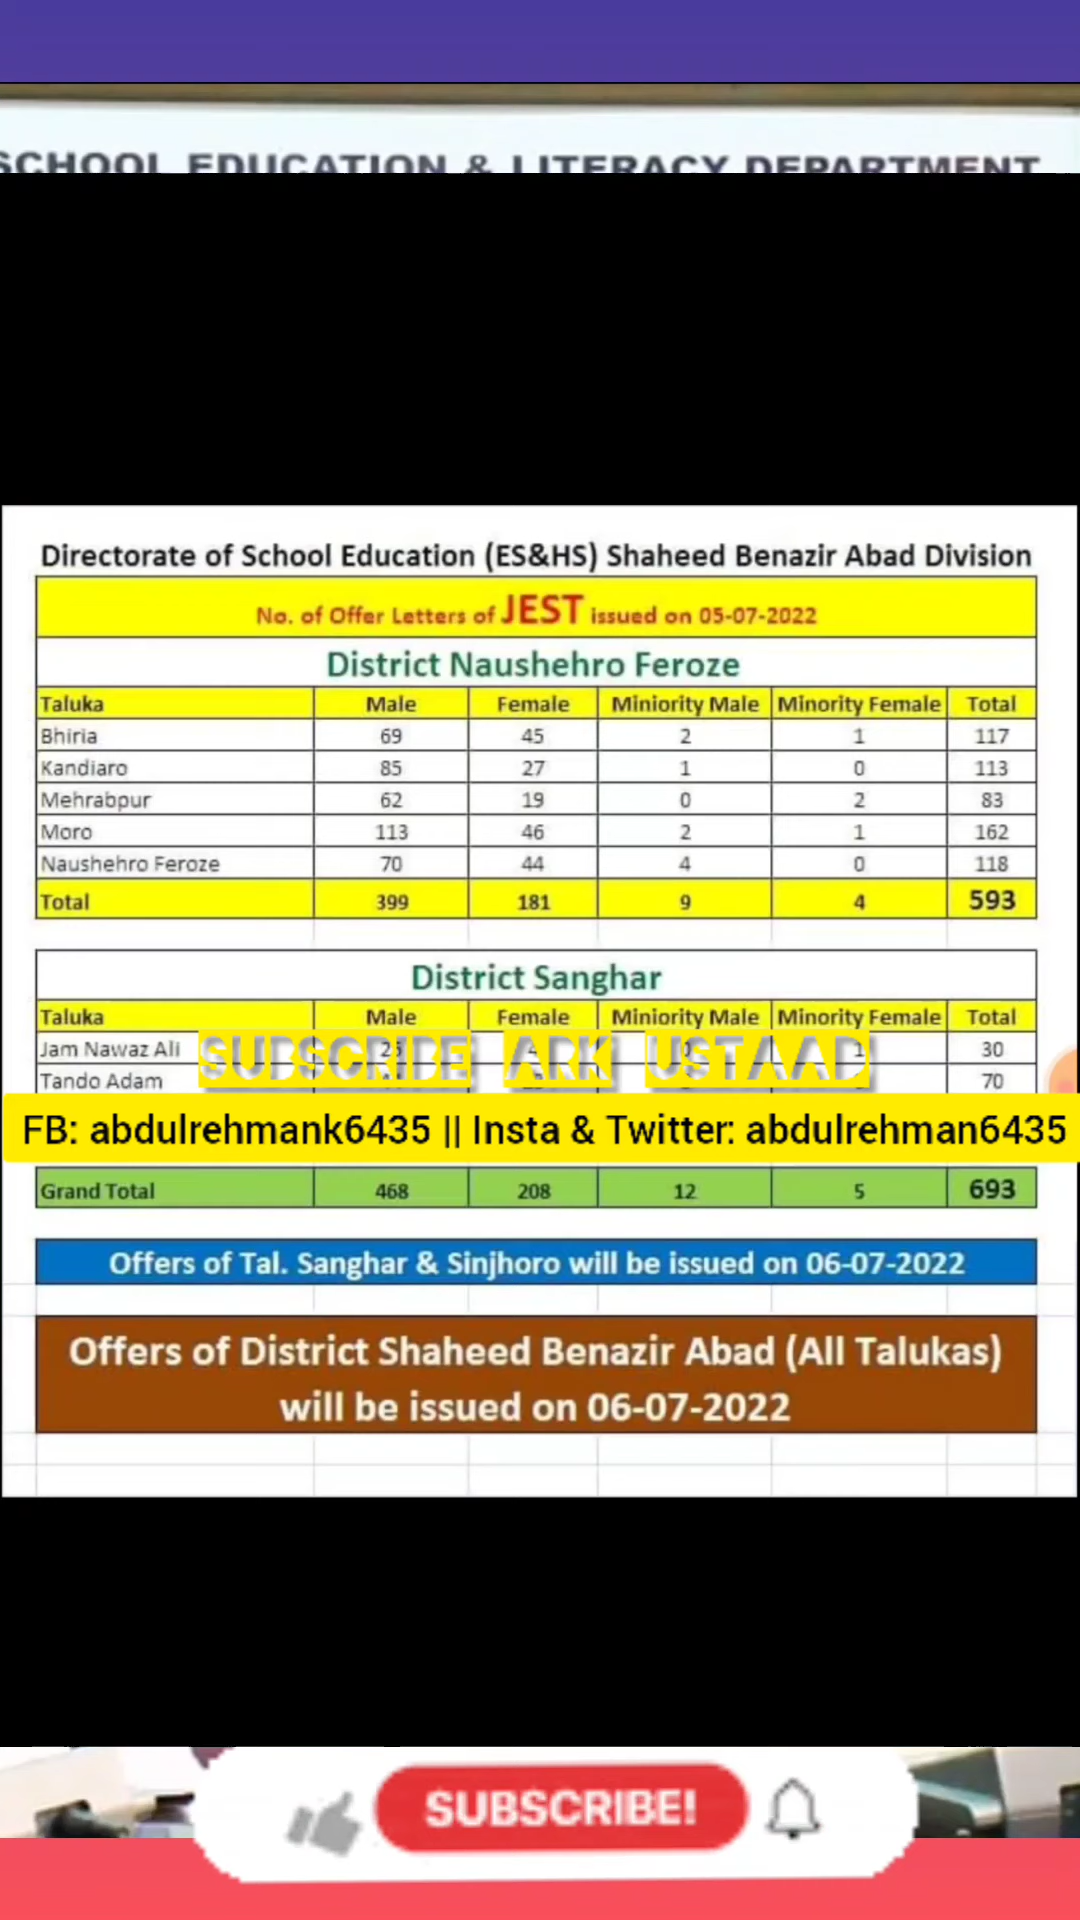 SCHOOL EDUCATION & LITERACY DEPARTMENT
Directorate of School Education (ES&HS) Shaheed Benazir Abad Division
No. of Offer Letters of JEST issued on 05-07-2022
District Naushehro Feroze
Taluka Male Female Miniority Male Minority Female Total
Bhiria 69 45 2 1 117
Kandiaro 85 27 1 0 113
Mehrabpur 62 19 0 2 83
Moro 113 46 2 1 162
Naushehro Feroze 70 44 4 0 118
Total 399 181 9 4 593
District Sanghar
Taluka Male Female Miniority Male Minority Female Total
Jam Nawaz Ali 30
SUBSCRIBE ARK USTAAD
Tando Adam 70
FB: abdulrehmank6435 || Insta & Twitter: abdulrehman6435
Grand Total 468 208 12 5 693
Offers of Tal. Sanghar & Sinjhoro will be issued on 06-07-2022
Offers of District Shaheed Benazir Abad (All Talukas)
will be issued on 06-07-2022
SUBSCRIBE!